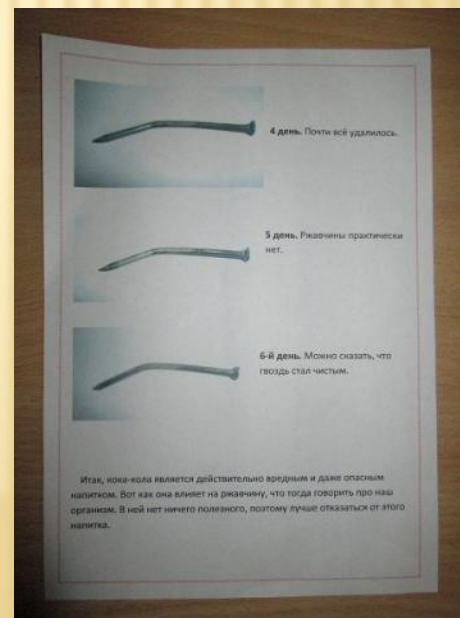 4 день. Почти всё удалилось.
5 день. Ржавчины практически
нет.
6-й день. Можно сказать, что
гвоздь стал чистым.
Итак, кока-кола является действительно вредным и даже опасным
напитком. Вот как она влияет на ржавчину, что тогда говорить про наш
организм. В ней нет ничего полезного, поэтому лучше отказаться от этого
напитка.